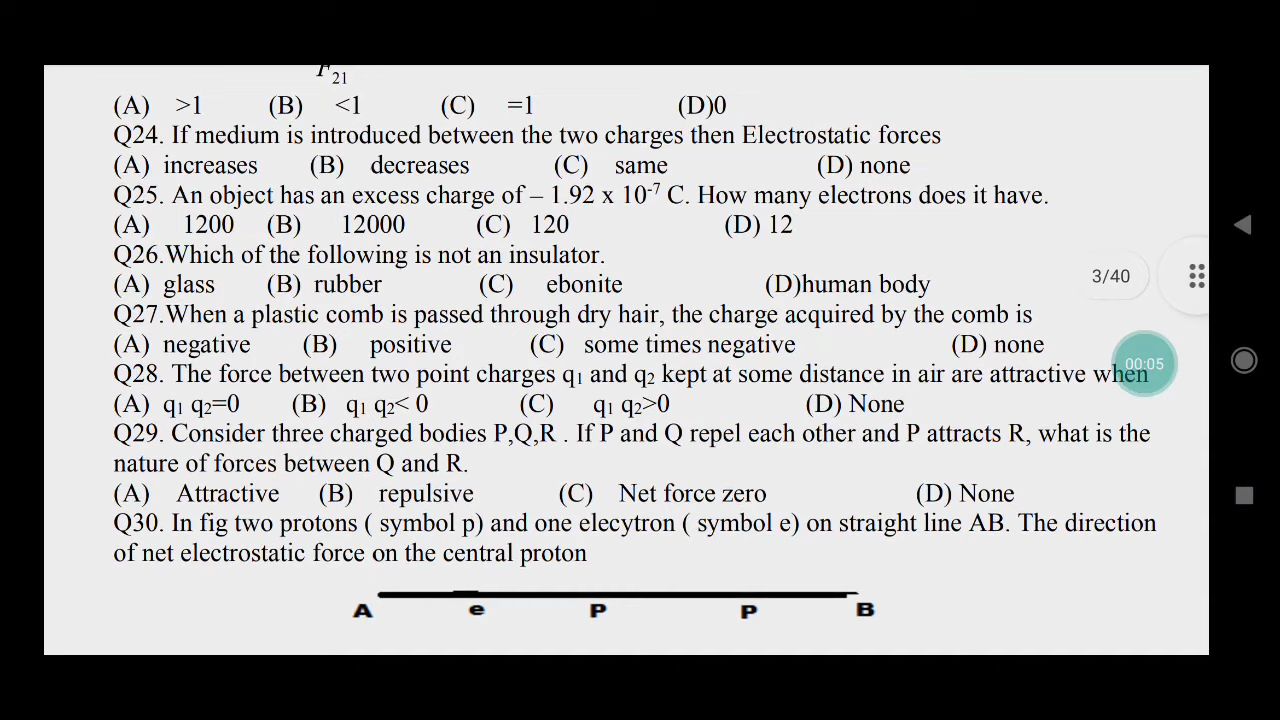 F 21
(A) >1 (B) <1 (C) =1 (D)0
Q24. If medium is introduced between the two charges then Electrostatic forces
(A) increases (B) decreases (C) same (D) none
Q25. An object has an excess charge of – 1.92 x 10⁻⁷ C. How many electrons does it have.
(A) 1200 (B) 12000 (C) 120 (D) 12
Q26.Which of the following is not an insulator.
(A) glass (B) rubber (C) ebonite (D)human body
3/40
Q27.When a plastic comb is passed through dry hair, the charge acquired by the comb is
(A) negative (B) positive (C) some times negative (D) none
00:05
Q28. The force between two point charges q₁ and q₂ kept at some distance in air are attractive when
(A) q₁ q₂=0 (B) q₁ q₂< 0 (C) q₁ q₂>0 (D) None
Q29. Consider three charged bodies P,Q,R . If P and Q repel each other and P attracts R, what is the
nature of forces between Q and R.
(A) Attractive (B) repulsive (C) Net force zero (D) None
Q30. In fig two protons ( symbol p) and one elecytron ( symbol e) on straight line AB. The direction
of net electrostatic force on the central proton
A e P P B